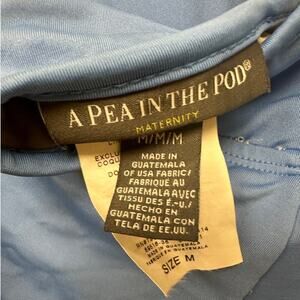 A PEA IN THE POD®
MATERNITY
M/M/M
MADE IN
GUATEMALA
OF USA FABRIC/
FABRIQUÉ AU
GUATEMALA AVEC
TISSU DES É.-U./
HECHO EN
GUATEMALA CON
TELA DE EE.UU.
SIZE M